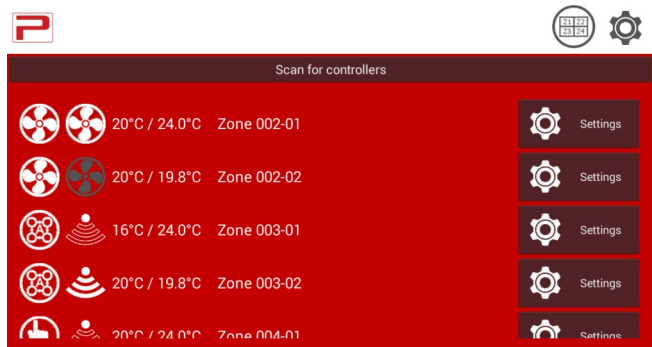 Z1 Z2
Z3 Z4
Scan for controllers
20°C / 24.0°C Zone 002-01 Settings
20°C / 19.8°C Zone 002-02 Settings
16°C / 24.0°C Zone 003-01 Settings
20°C / 19.8°C Zone 003-02 Settings
20°C / 24.0°C Zone 004-01 Settings